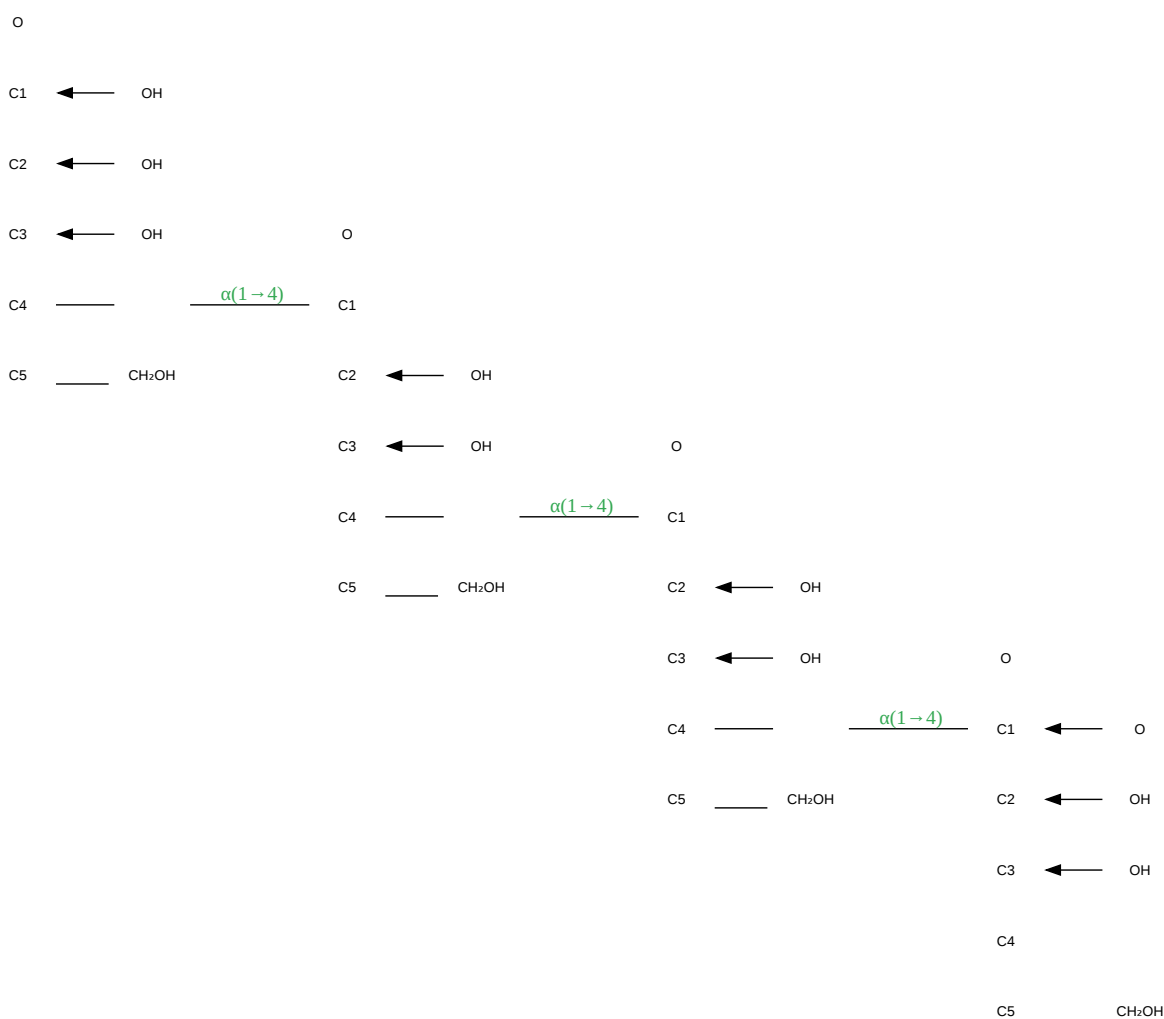 O
C1 OH
C2 OH
C3 OH O
C4 α(1→4) C1
C5 CH₂OH C2 OH
C3 OH O
C4 α(1→4) C1
C5 CH₂OH C2 OH
C3 OH O
C4 α(1→4) C1 O
C5 CH₂OH C2 OH
C3 OH
C4
C5 CH₂OH